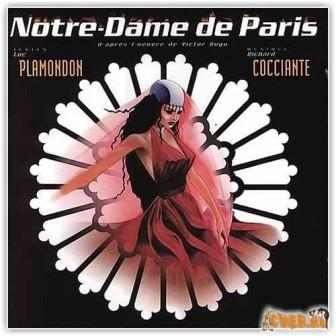 Notre-Dame de Paris
d'après l'oeuvre de Victor Hugo
TEXTES
Luc
PLAMONDON
MUSIQUE
Richard
COCCIANTE